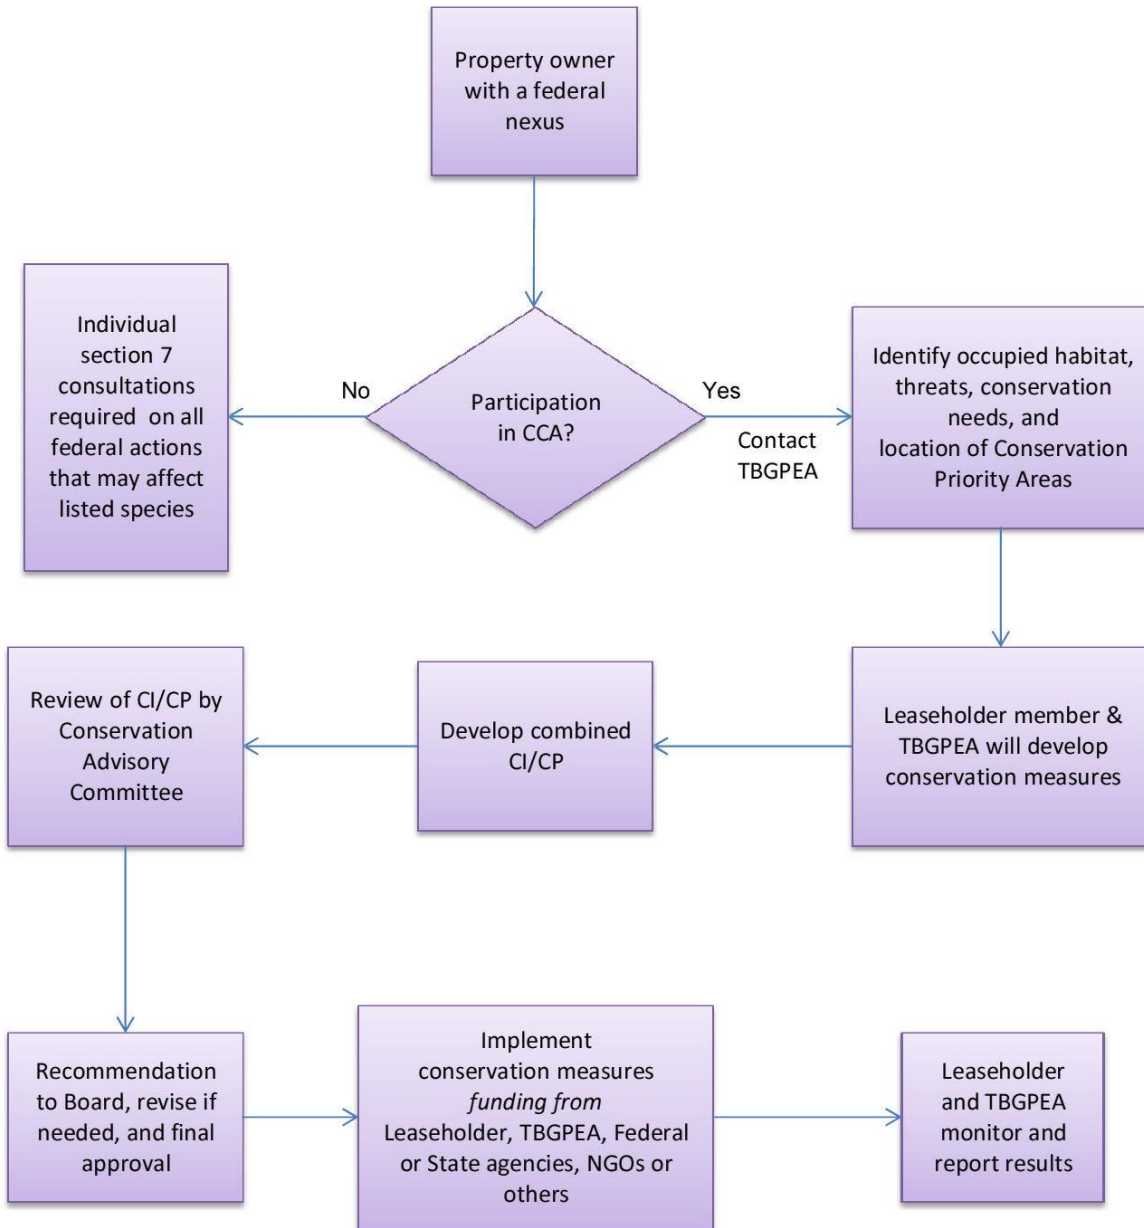 Property owner
with a federal
nexus
Individual
section 7
consultations
required on all
federal actions
that may affect
listed species
No
Participation
in CCA?
Yes
Contact
TBGPEA
Identify occupied habitat,
threats, conservation
needs, and
location of Conservation
Priority Areas
Leaseholder member &
TBGPEA will develop
conservation measures
Develop combined
CI/CP
Review of CI/CP by
Conservation
Advisory
Committee
Recommendation
to Board, revise if
needed, and final
approval
Implement
conservation measures
funding from
Leaseholder, TBGPEA, Federal
or State agencies, NGOs or
others
Leaseholder
and TBGPEA
monitor and
report results